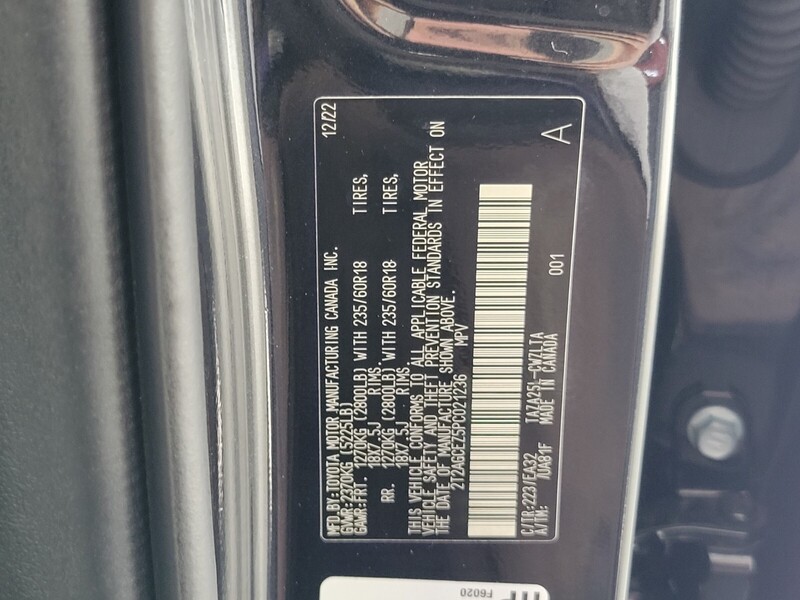 MFD.BY:TOYOTA MOTOR MANUFACTURING CANADA INC. 12/22
GVWR:2370KG (5225LB)
GAWR:FRT. 1270KG (2800LB) WITH 235/60R18 TIRES,
18X7.5J RIMS,
RR. 1270KG (2800LB) WITH 235/60R18 TIRES,
18X7.5J RIMS,
THIS VEHICLE CONFORMS TO ALL APPLICABLE FEDERAL MOTOR
VEHICLE SAFETY AND THEFT PREVENTION STANDARDS IN EFFECT ON
THE DATE OF MANUFACTURE SHOWN ABOVE.
2T2AGCEZ5PC021236 MPV
C/TR:223/EA32 TAZA25L-CWZLTA 001
A/TM: /UA81F MADE IN CANADA
A
F6020